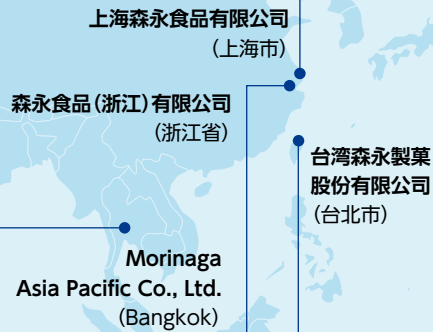 上海森永食品有限公司
（上海市）
森永食品（浙江）有限公司
（浙江省）
台湾森永製菓
股份有限公司
（台北市）
Morinaga
Asia Pacific Co., Ltd.
（Bangkok）